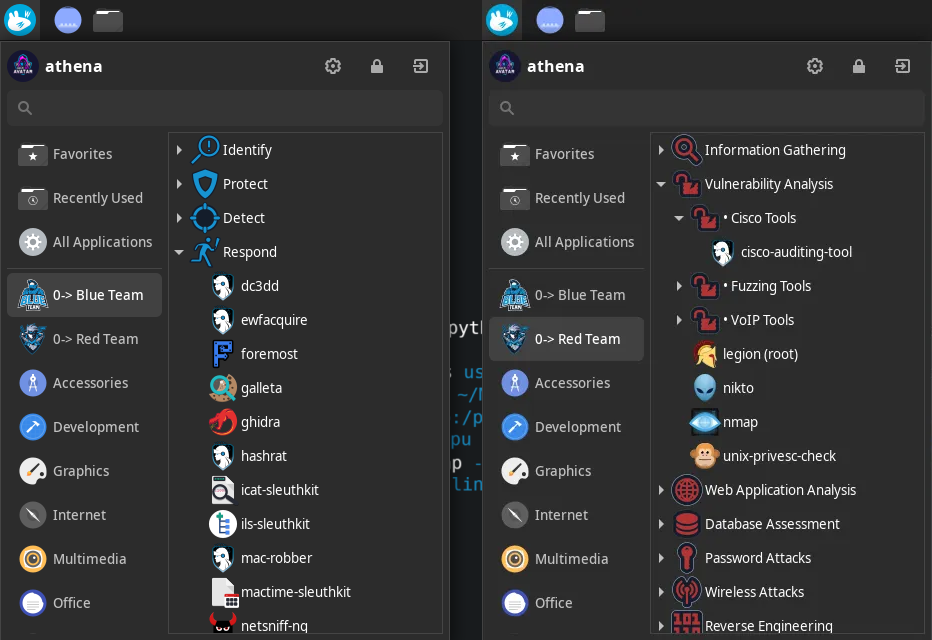 athena
Favorites
Recently Used
All Applications
0-> Blue Team
0-> Red Team
Accessories
Development
Graphics
Internet
Multimedia
Office
Identify
Protect
Detect
Respond
dc3dd
ewfacquire
foremost
galleta
ghidra
hashrat
icat-sleuthkit
ils-sleuthkit
mac-robber
mactime-sleuthkit
netsniff-ng
pyth
us
~/
:/p
pu
p -
lin
athena
Favorites
Recently Used
All Applications
0-> Blue Team
0-> Red Team
Accessories
Development
Graphics
Internet
Multimedia
Office
Information Gathering
Vulnerability Analysis
• Cisco Tools
cisco-auditing-tool
• Fuzzing Tools
• VoIP Tools
legion (root)
nikto
nmap
unix-privesc-check
Web Application Analysis
Database Assessment
Password Attacks
Wireless Attacks
Reverse Engineering